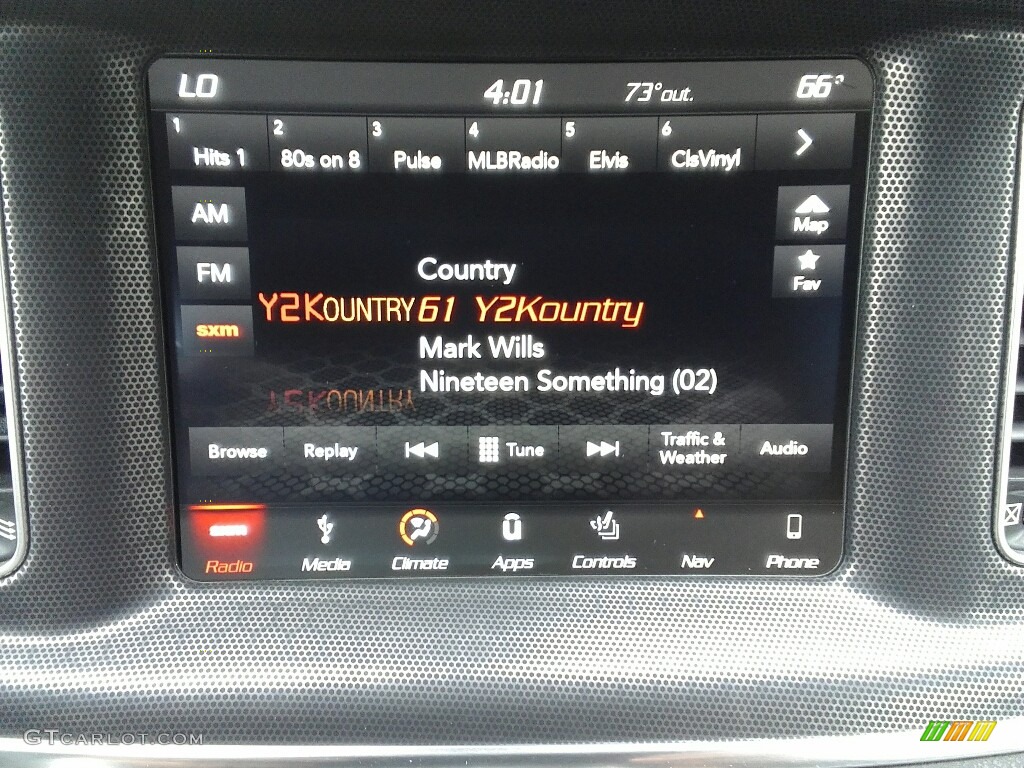 LO 4:01 73°out. 66°
1 2 3 4 5 6
Hits 1 80s on 8 Pulse MLBRadio Elvis ClsVinyl
AM
Map
FM
Fav
Country
Y2KOUNTRY 61 Y2Kountry
sxm
Mark Wills
Nineteen Something (02)
Y2KOUNTRY
Browse Replay Tune Traffic & Weather Audio
sxm
Radio Media Climate Apps Controls Nav Phone
GTCARLOT.COM